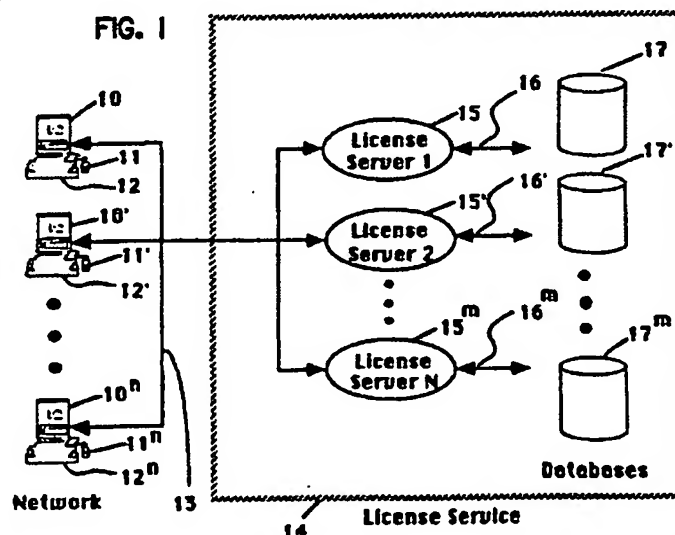 FIG. 1
10
11
12
10'
11'
12'
10ⁿ
11ⁿ
12ⁿ
Network
13
14
License Service
15
License
Server 1
16
17
15'
License
Server 2
16'
17'
15ᵐ
License
Server N
16ᵐ
17ᵐ
Databases